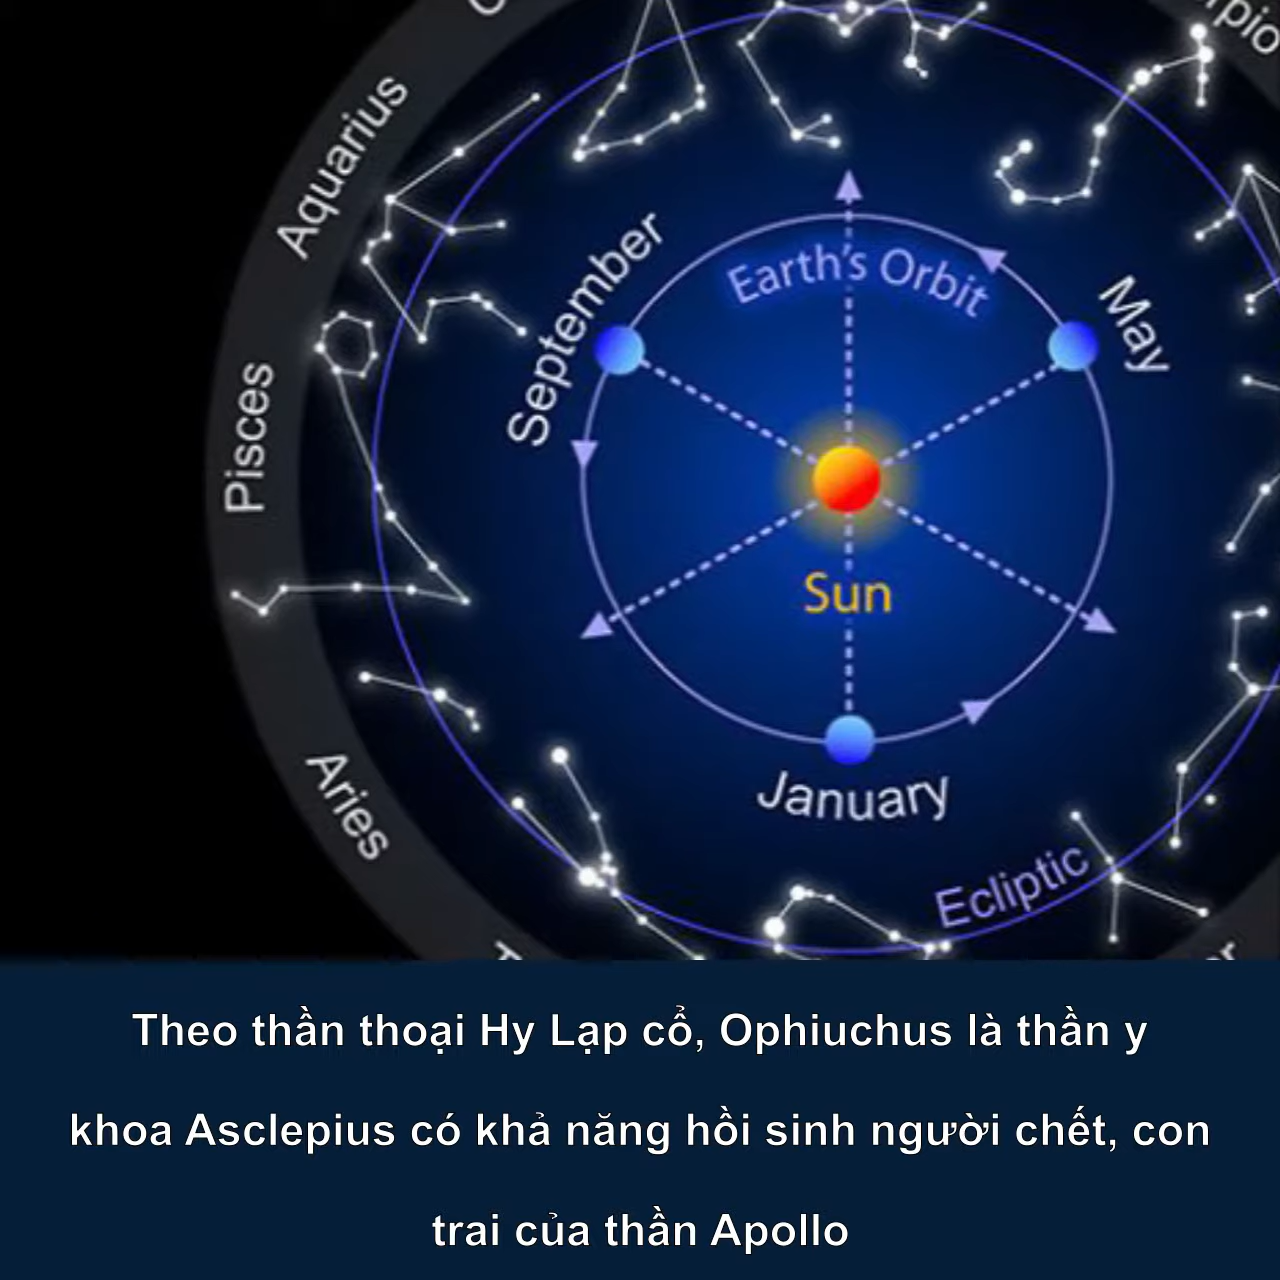 Aquarius
September
Earth's Orbit
May
Pisces
Sun
Aries
January
Ecliptic
Theo thần thoại Hy Lạp cổ, Ophiuchus là thần y
khoa Asclepius có khả năng hồi sinh người chết, con
trai của thần Apollo